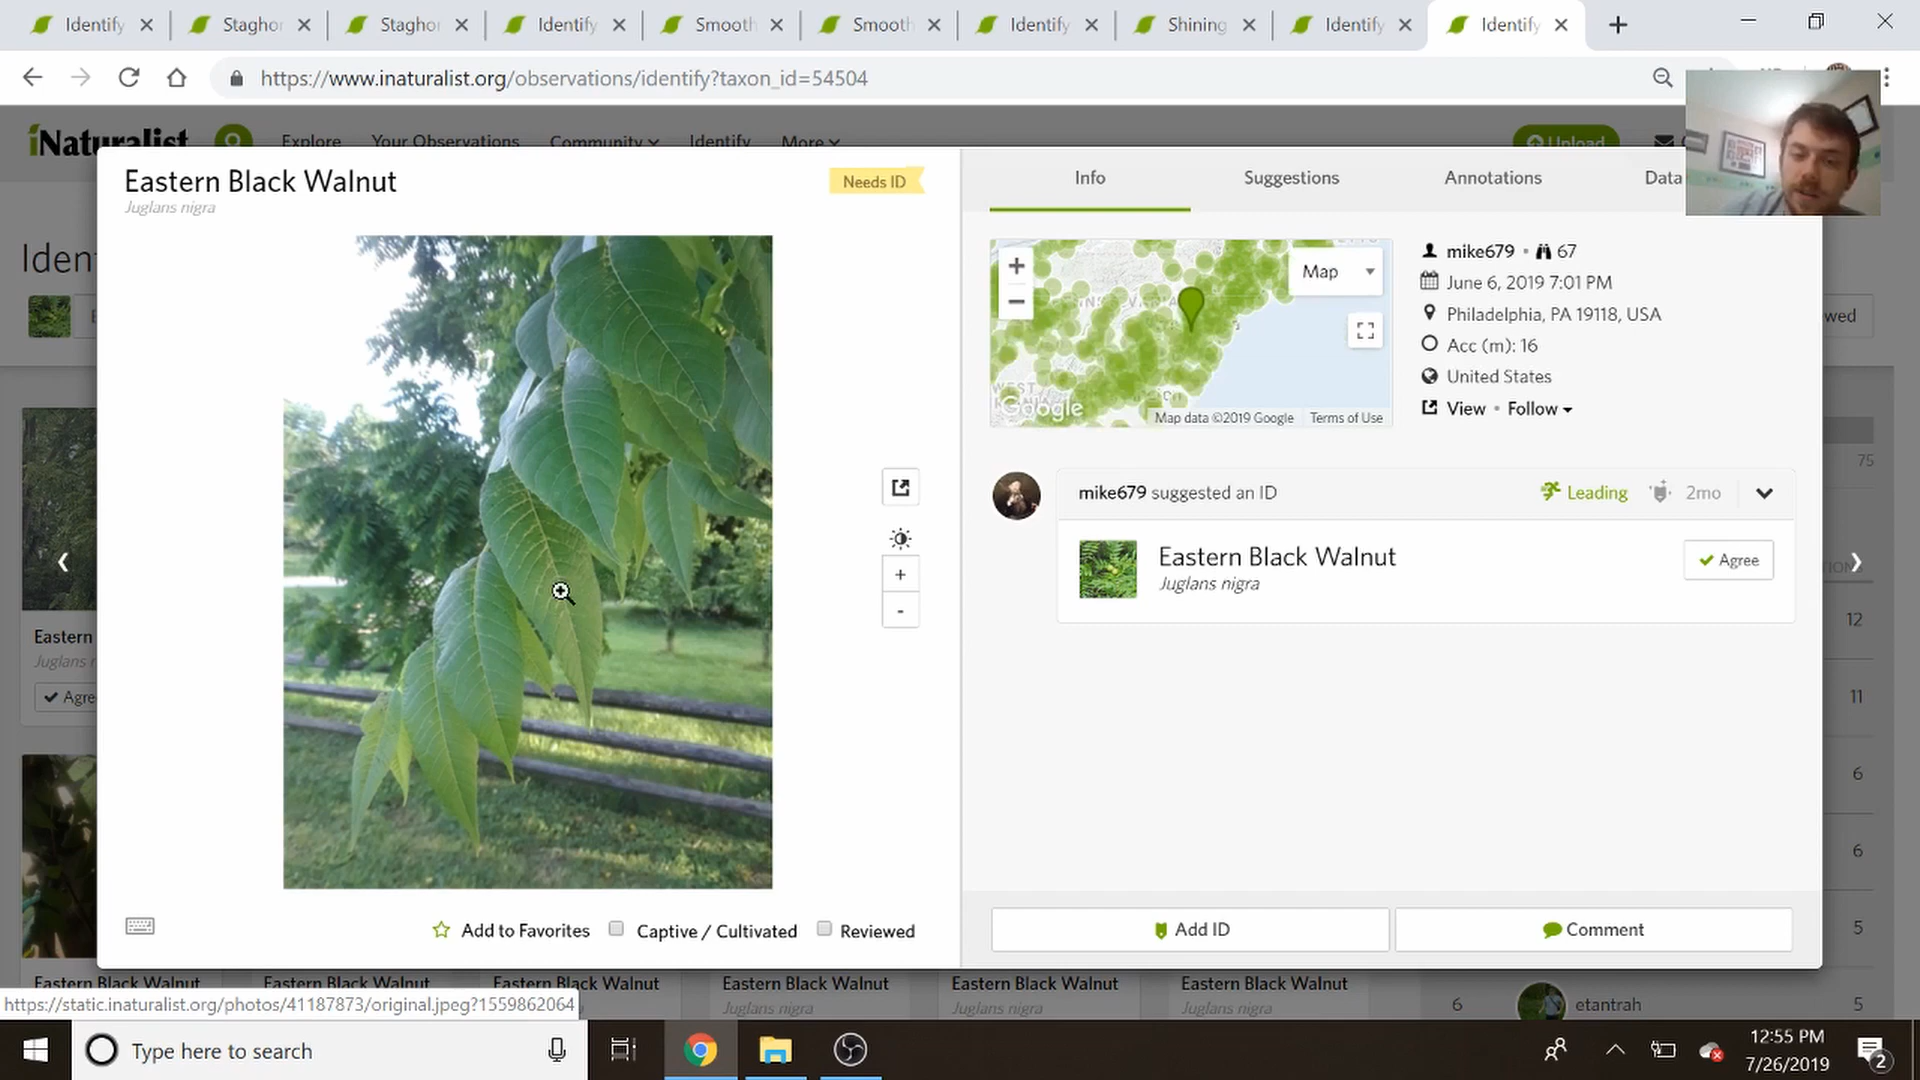 Identify
Staghor
Staghor
Identify
Smooth
Smooth
Identify
Shining
Identify
Identify
https://www.inaturalist.org/observations/identify?taxon_id=54504
iNaturalist
Explore
Your Observations
Community
Identify
More
Upload
Eastern Black Walnut
Juglans nigra
Needs ID
Info
Suggestions
Annotations
Data
Map
Google
Map data ©2019 Google
Terms of Use
mike679 • 67
June 6, 2019 7:01 PM
Philadelphia, PA 19118, USA
Acc (m): 16
United States
View • Follow
mike679 suggested an ID
Leading
2mo
Eastern Black Walnut
Juglans nigra
Agree
Add to Favorites
Captive / Cultivated
Reviewed
Add ID
Comment
Iden
wed
75
12
11
6
6
5
Eastern
Juglans n
Agre
Eastern Black Walnut
Eastern Black Walnut
Eastern Black Walnut
Eastern Black Walnut
Juglans nigra
Eastern Black Walnut
Juglans nigra
Eastern Black Walnut
Juglans nigra
6
etantrah
5
https://static.inaturalist.org/photos/41187873/original.jpeg?1559862064
Type here to search
12:55 PM
7/26/2019
2